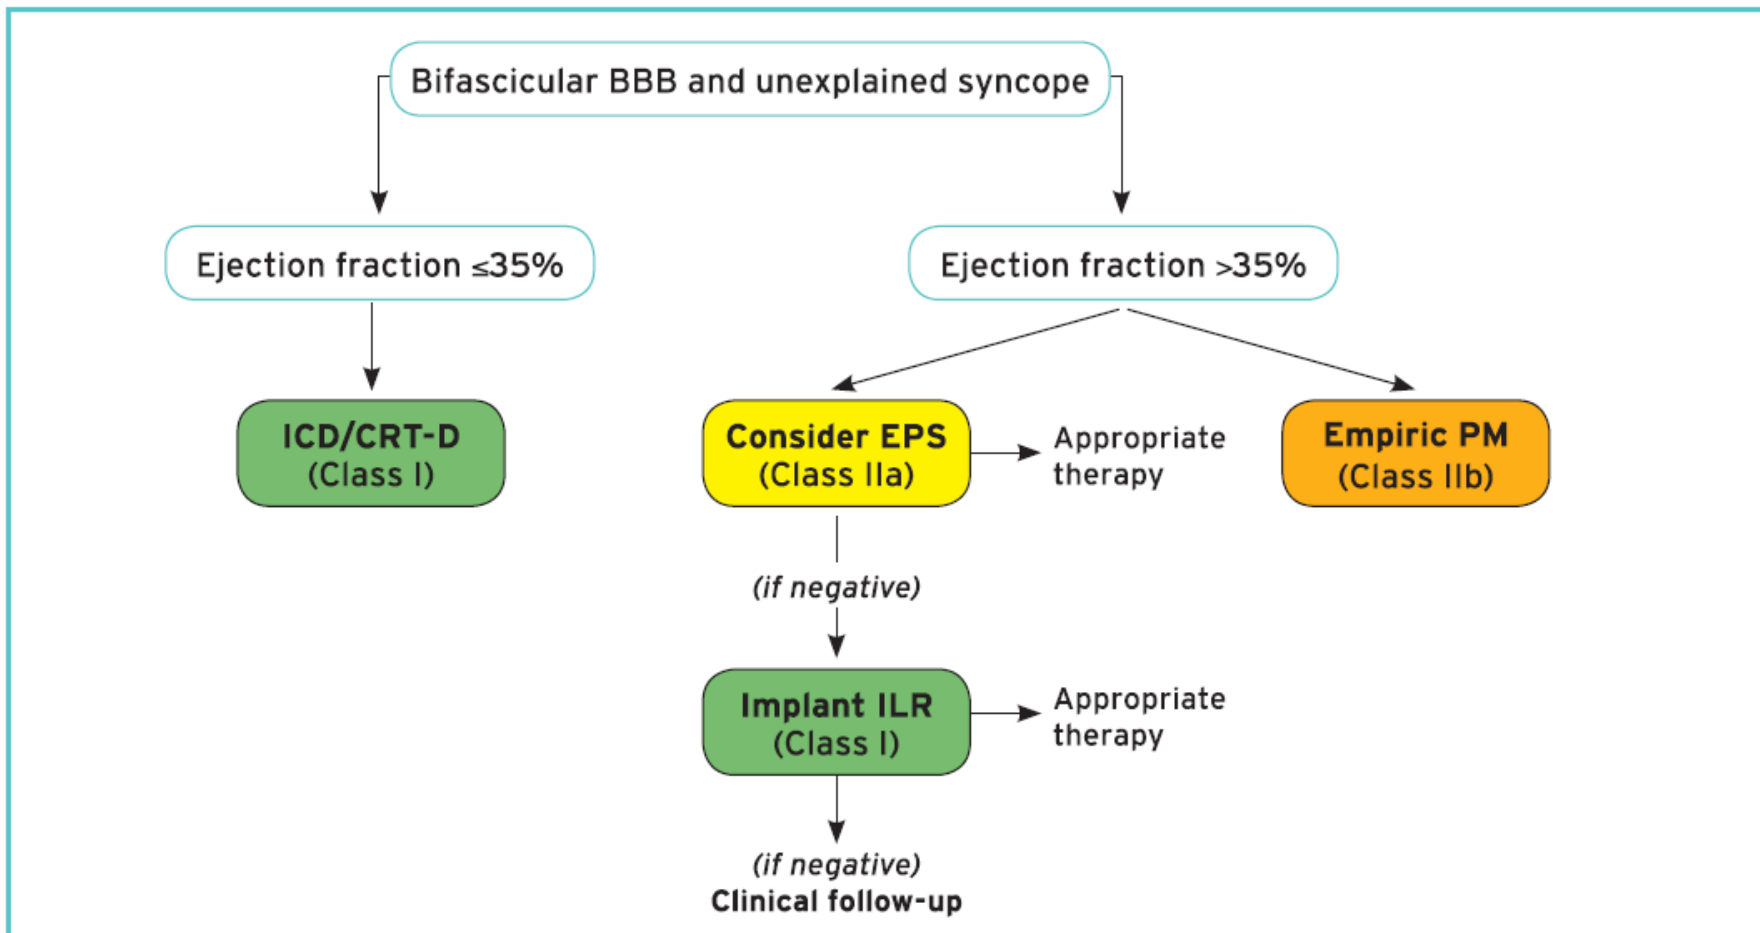 Bifascicular BBB and unexplained syncope
Ejection fraction ≤35%
Ejection fraction >35%
ICD/CRT-D
(Class I)
Consider EPS
(Class IIa)
Appropriate
therapy
Empiric PM
(Class IIb)
(if negative)
Implant ILR
(Class I)
Appropriate
therapy
(if negative)
Clinical follow-up